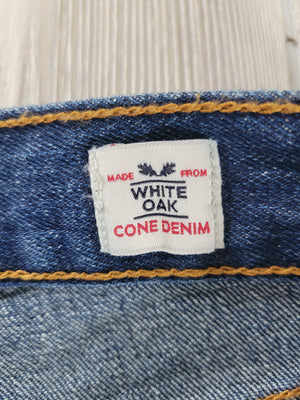 MADE FROM
WHITE
OAK
CONE DENIM